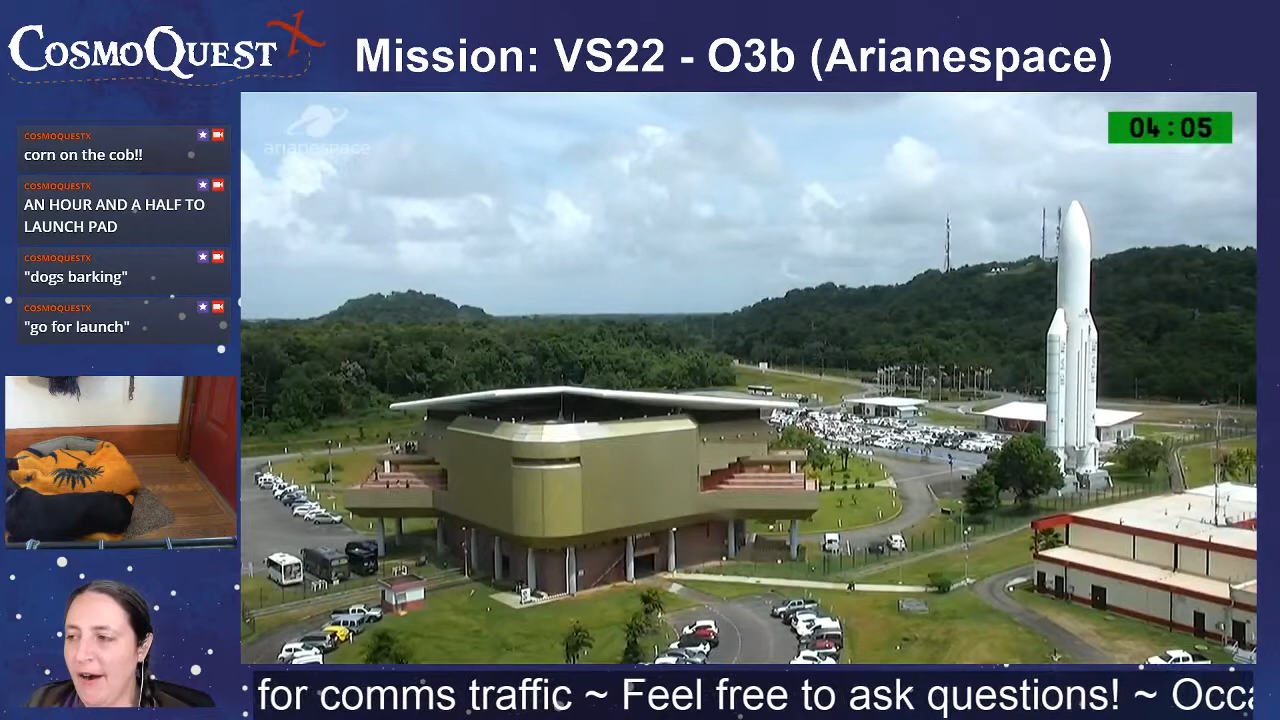 COSMOQUEST X
Mission: VS22 - O3b (Arianespace)
COSMOQUESTX
corn on the cob!!
COSMOQUESTX
AN HOUR AND A HALF TO
LAUNCH PAD
COSMOQUESTX
"dogs barking"
COSMOQUESTX
"go for launch"
arianespace
04:05
for comms traffic ~ Feel free to ask questions! ~ Occa